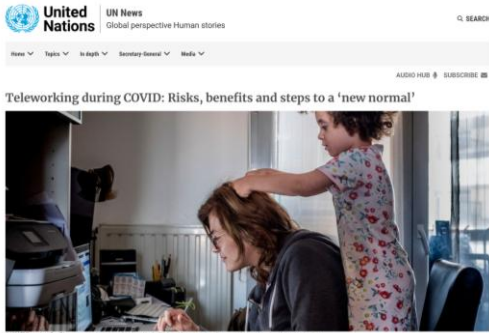 United
Nations
UN News
Global perspective Human stories
SEARCH
Home
Topics
In depth
Secretary-General
Media
AUDIO HUB
SUBSCRIBE
Teleworking during COVID: Risks, benefits and steps to a ‘new normal’